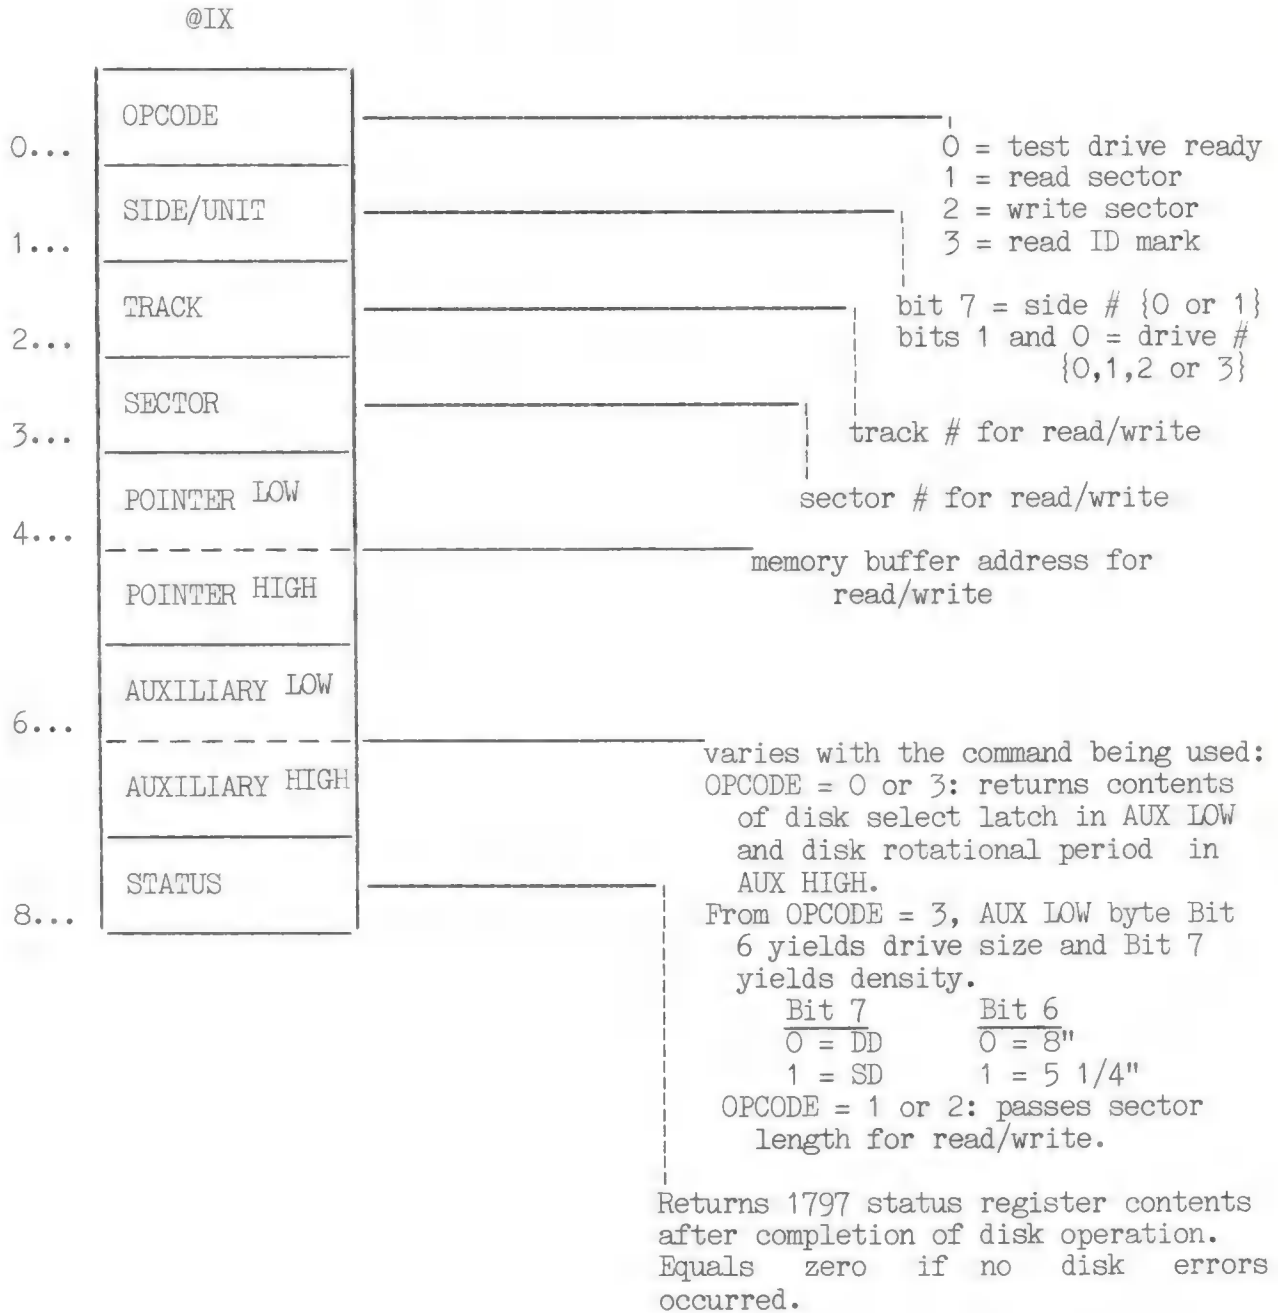 @IX
OPCODE
0...
0 = test drive ready
1 = read sector
2 = write sector
3 = read ID mark
SIDE/UNIT
1...
bit 7 = side # {0 or 1}
bits 1 and 0 = drive #
{0,1,2 or 3}
TRACK
2...
track # for read/write
SECTOR
3...
sector # for read/write
POINTER LOW
4...
POINTER HIGH
memory buffer address for
read/write
AUXILIARY LOW
6...
AUXILIARY HIGH
varies with the command being used:
OPCODE = 0 or 3: returns contents
of disk select latch in AUX LOW
and disk rotational period in
AUX HIGH.
From OPCODE = 3, AUX LOW byte Bit
6 yields drive size and Bit 7
yields density.
Bit 7 Bit 6
0 = DD 0 = 8"
1 = SD 1 = 5 1/4"
OPCODE = 1 or 2: passes sector
length for read/write.
STATUS
8...
Returns 1797 status register contents
after completion of disk operation.
Equals zero if no disk errors
occurred.